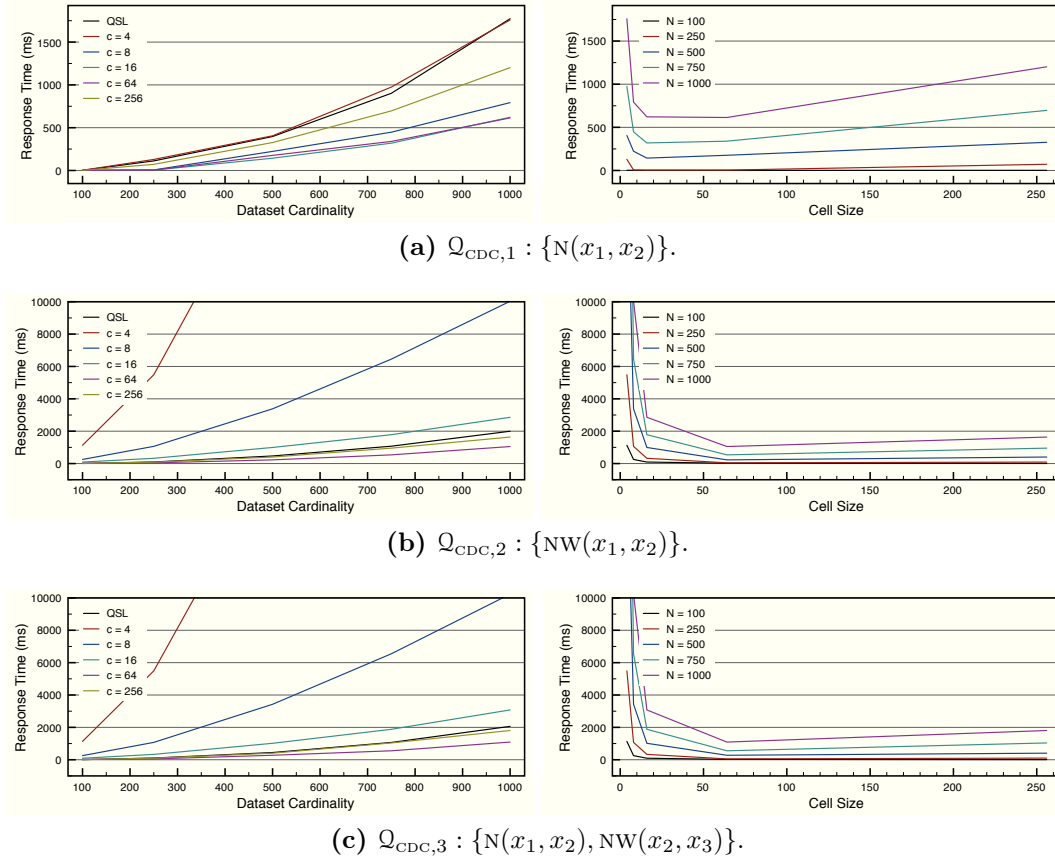 Response Time (ms)
1500
1000
500
0
QSL
c = 4
c = 8
c = 16
c = 64
c = 256
100 200 300 400 500 600 700 800 900 1000
Dataset Cardinality
Response Time (ms)
1500
1000
500
0
N = 100
N = 250
N = 500
N = 750
N = 1000
0 50 100 150 200 250
Cell Size
(a) Q_CDC,1 : {N(x₁, x₂)}.
Response Time (ms)
10000
8000
6000
4000
2000
0
QSL
c = 4
c = 8
c = 16
c = 64
c = 256
100 200 300 400 500 600 700 800 900 1000
Dataset Cardinality
Response Time (ms)
10000
8000
6000
4000
2000
0
N = 100
N = 250
N = 500
N = 750
N = 1000
0 50 100 150 200 250
Cell Size
(b) Q_CDC,2 : {NW(x₁, x₂)}.
Response Time (ms)
10000
8000
6000
4000
2000
0
QSL
c = 4
c = 8
c = 16
c = 64
c = 256
100 200 300 400 500 600 700 800 900 1000
Dataset Cardinality
Response Time (ms)
10000
8000
6000
4000
2000
0
N = 100
N = 250
N = 500
N = 750
N = 1000
0 50 100 150 200 250
Cell Size
(c) Q_CDC,3 : {N(x₁, x₂), NW(x₂, x₃)}.